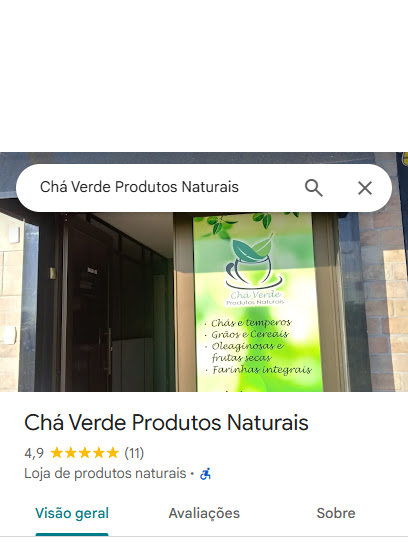 Chá Verde Produtos Naturais
Chá Verde
Produtos Naturais
• Chás e temperos
• Grãos e Cereais
• Oleaginosas e
frutas secas
• Farinhas integrais
Chá Verde Produtos Naturais
4,9 ★★★★★ (11)
Loja de produtos naturais •
Visão geral
Avaliações
Sobre